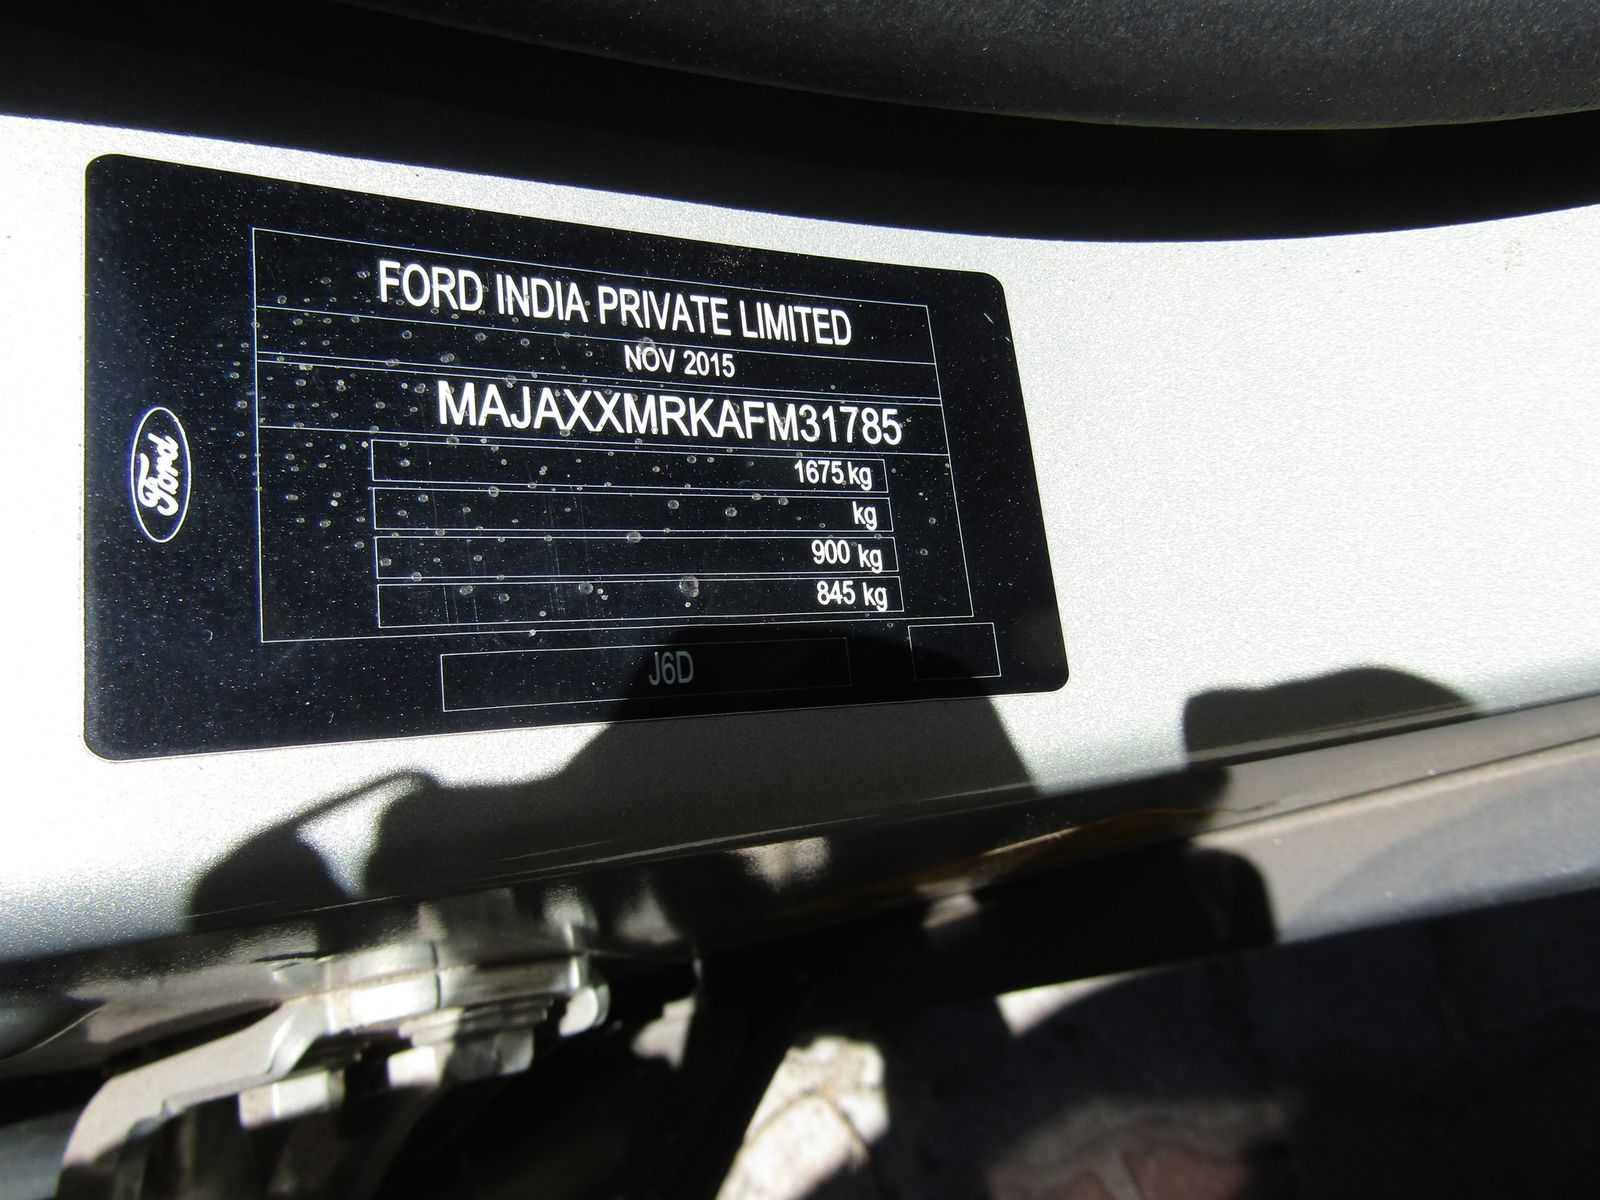 FORD INDIA PRIVATE LIMITED
NOV 2015
MAJAXXMRKAFM31785
1675 kg
kg
900 kg
845 kg
J6D
Ford